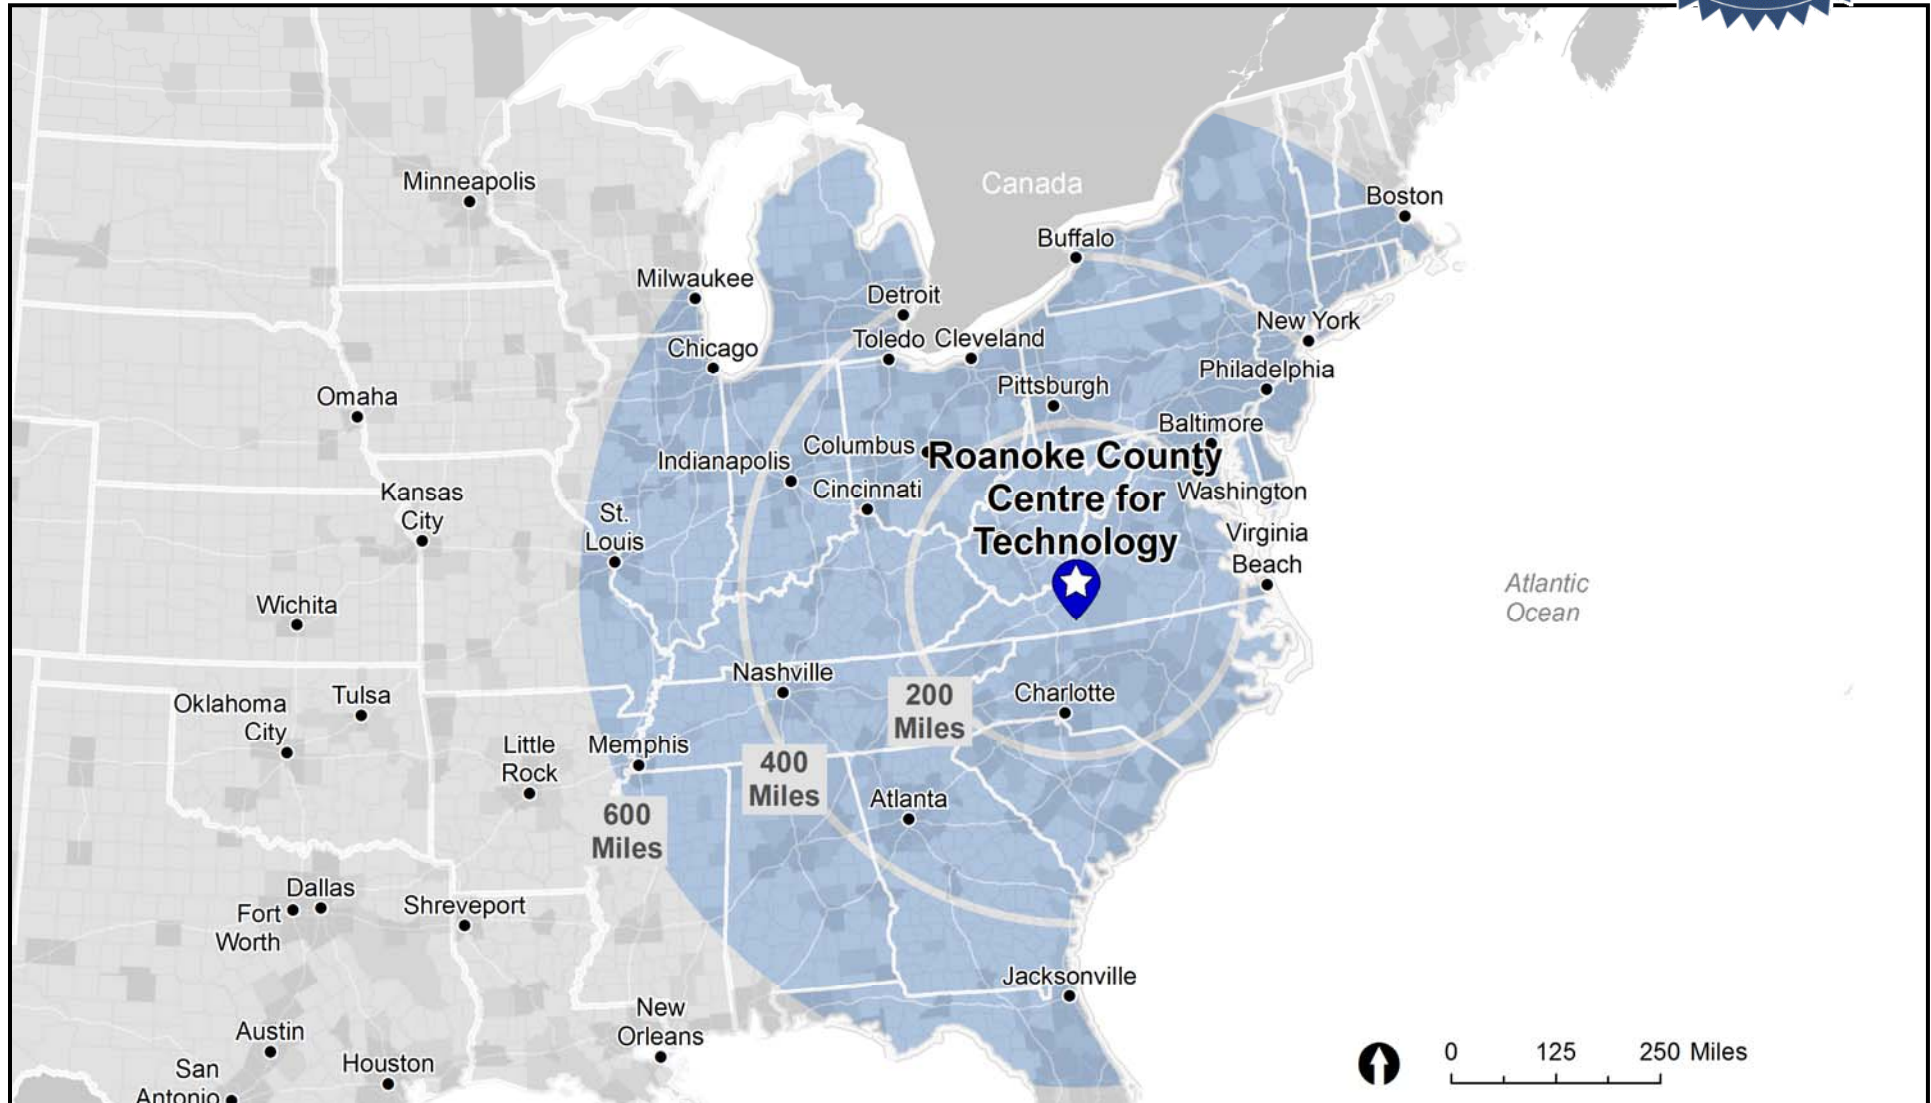 Canada
Minneapolis
Boston
Buffalo
Milwaukee
Detroit
New York
Toledo
Cleveland
Chicago
Philadelphia
Pittsburgh
Omaha
Baltimore
Columbus
Roanoke County
Centre for
Technology
Indianapolis
Cincinnati
Washington
Kansas
City
St.
Louis
Virginia
Beach
Atlantic
Ocean
Wichita
Nashville
200
Miles
Charlotte
Oklahoma
City
Tulsa
Little
Rock
Memphis
400
Miles
600
Miles
Atlanta
Dallas
Fort
Worth
Shreveport
Jacksonville
New
Orleans
Austin
Houston
San
Antonio
0 125 250 Miles